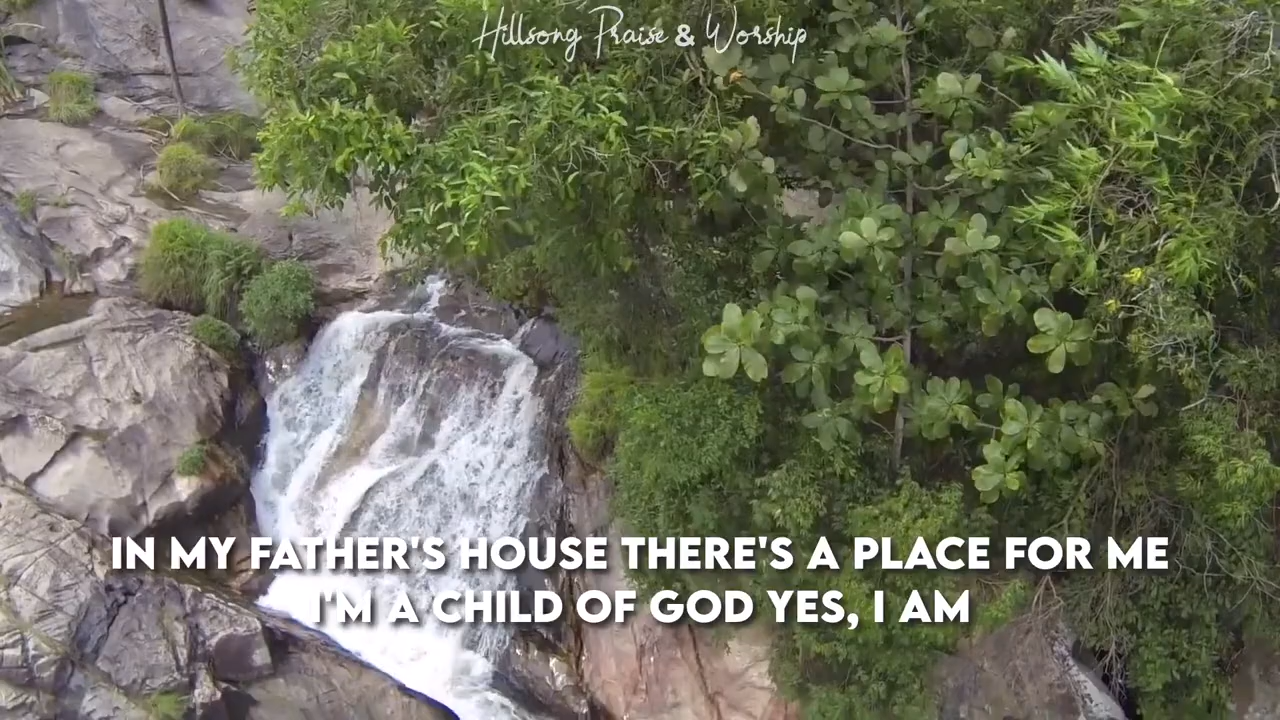 Hillsong Praise & Worship
IN MY FATHER'S HOUSE THERE'S A PLACE FOR ME
I'M A CHILD OF GOD YES, I AM